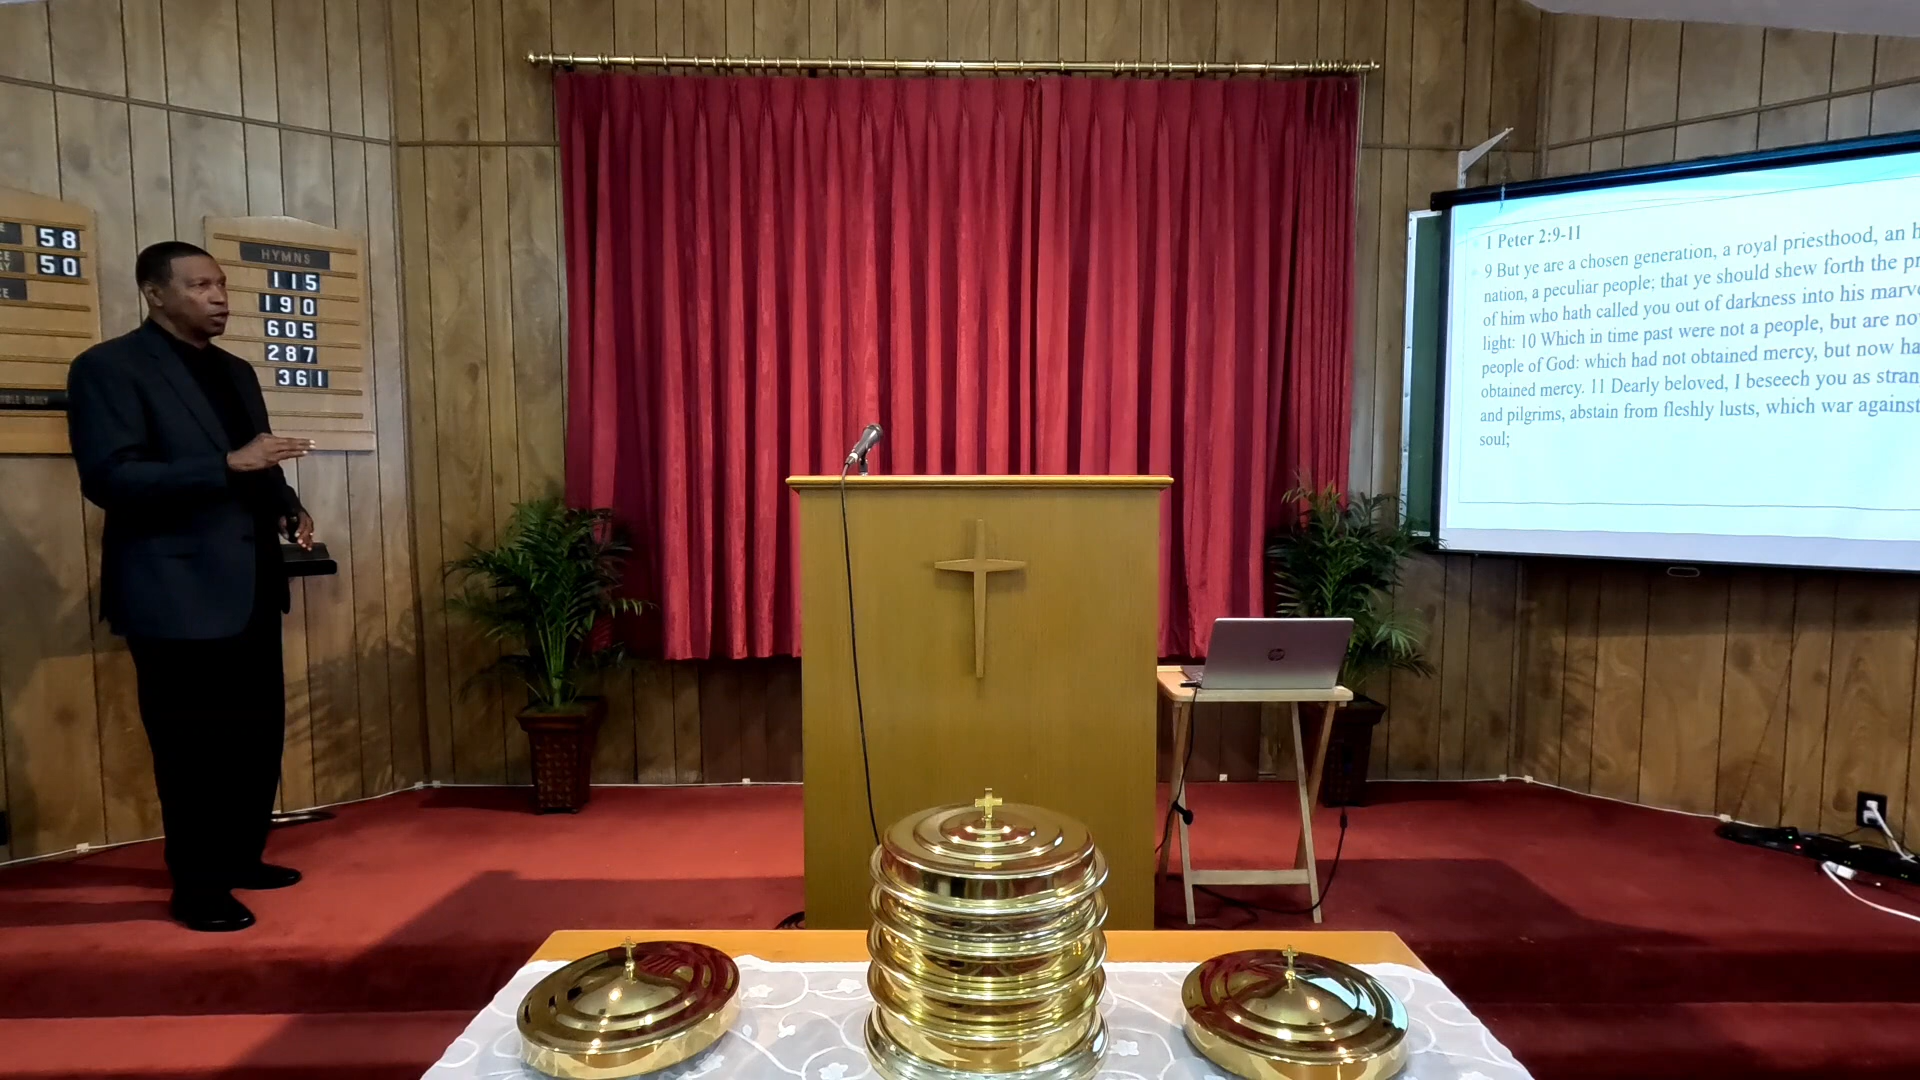 58
50
HYMNS
115
190
605
287
361
1 Peter 2:9-11
9 But ye are a chosen generation, a royal priesthood, an
nation, a peculiar people; that ye should shew forth the
of him who hath called you out of darkness into his
light: 10 Which in time past were not a people, but are
people of God: which had not obtained mercy, but now
obtained mercy. 11 Dearly beloved, I beseech you as
and pilgrims, abstain from fleshly lusts, which war against
soul;
hp